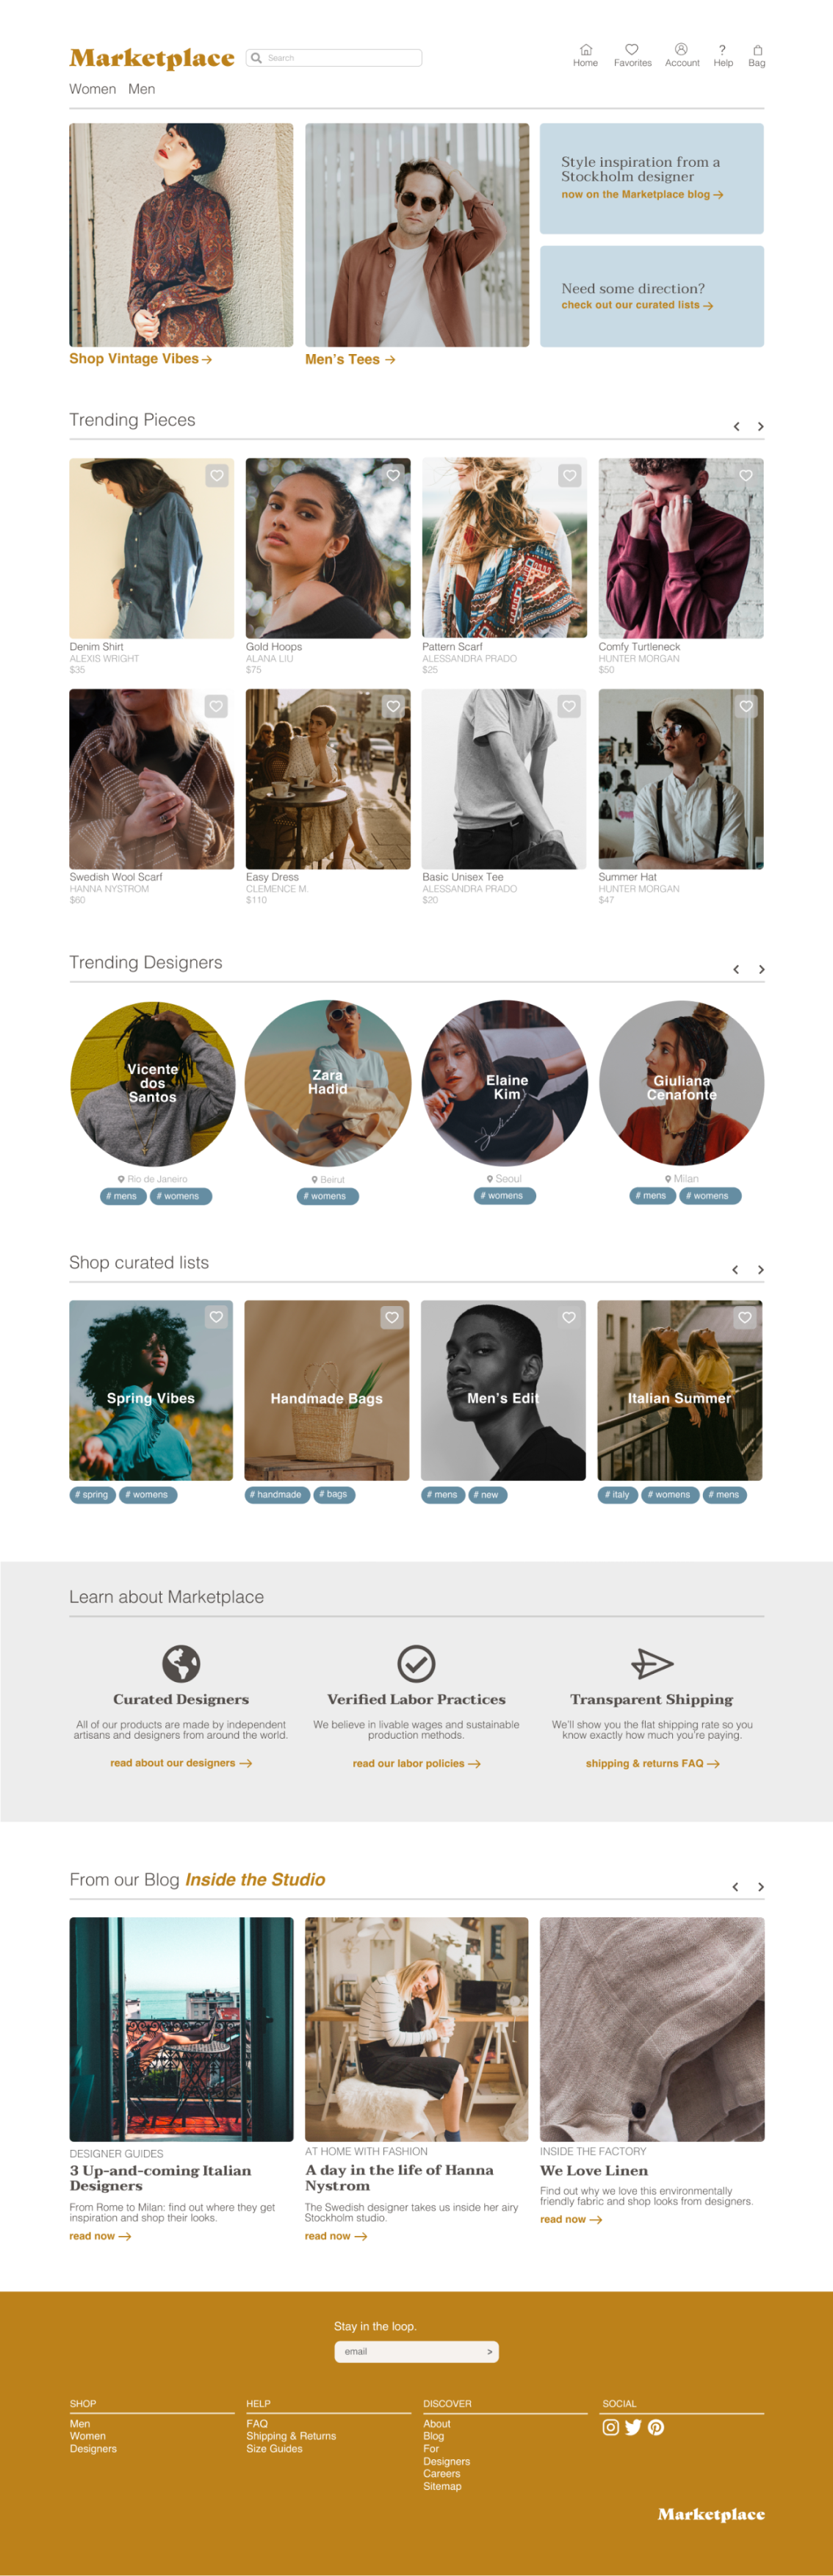 Marketplace
Search
Home
Favorites
Account
?
Help
Bag
Women Men
Style inspiration from a
Stockholm designer
now on the Marketplace blog →
Need some direction?
check out our curated lists →
Shop Vintage Vibes →
Men's Tees →
Trending Pieces
Denim Shirt
ALEXIS WRIGHT
$35
Gold Hoops
ALANA LIU
$75
Pattern Scarf
ALESSANDRA PRADO
$25
Comfy Turtleneck
HUNTER MORGAN
$50
Swedish Wool Scarf
HANNA NYSTROM
$60
Easy Dress
CLEMENCE M.
$110
Basic Unisex Tee
ALESSANDRA PRADO
$20
Summer Hat
HUNTER MORGAN
$47
Trending Designers
Vicente
dos
Santos
Rio de Janeiro
# mens
# womens
Zara
Hadid
Beirut
# womens
Elaine
Kim
Seoul
# womens
Giuliana
Cenafonte
Milan
# mens
# womens
Shop curated lists
Spring Vibes
# spring
# womens
Handmade Bags
# handmade
# bags
Men's Edit
# mens
# new
Italian Summer
# italy
# womens
# mens
Learn about Marketplace
Curated Designers
All of our products are made by independent
artisans and designers from around the world.
read about our designers →
Verified Labor Practices
We believe in livable wages and sustainable
production methods.
read our labor policies →
Transparent Shipping
We'll show you the flat shipping rate so you
know exactly how much you're paying.
shipping & returns FAQ →
From our Blog Inside the Studio
DESIGNER GUIDES
3 Up-and-coming Italian
Designers
From Rome to Milan: find out where they get
inspiration and shop their looks.
read now →
AT HOME WITH FASHION
A day in the life of Hanna
Nystrom
The Swedish designer takes us inside her airy
Stockholm studio.
read now →
INSIDE THE FACTORY
We Love Linen
Find out why we love this environmentally
friendly fabric and shop looks from designers.
read now →
Stay in the loop.
email >
SHOP
Men
Women
Designers
HELP
FAQ
Shipping & Returns
Size Guides
DISCOVER
About
Blog
For
Designers
Careers
Sitemap
SOCIAL
Marketplace